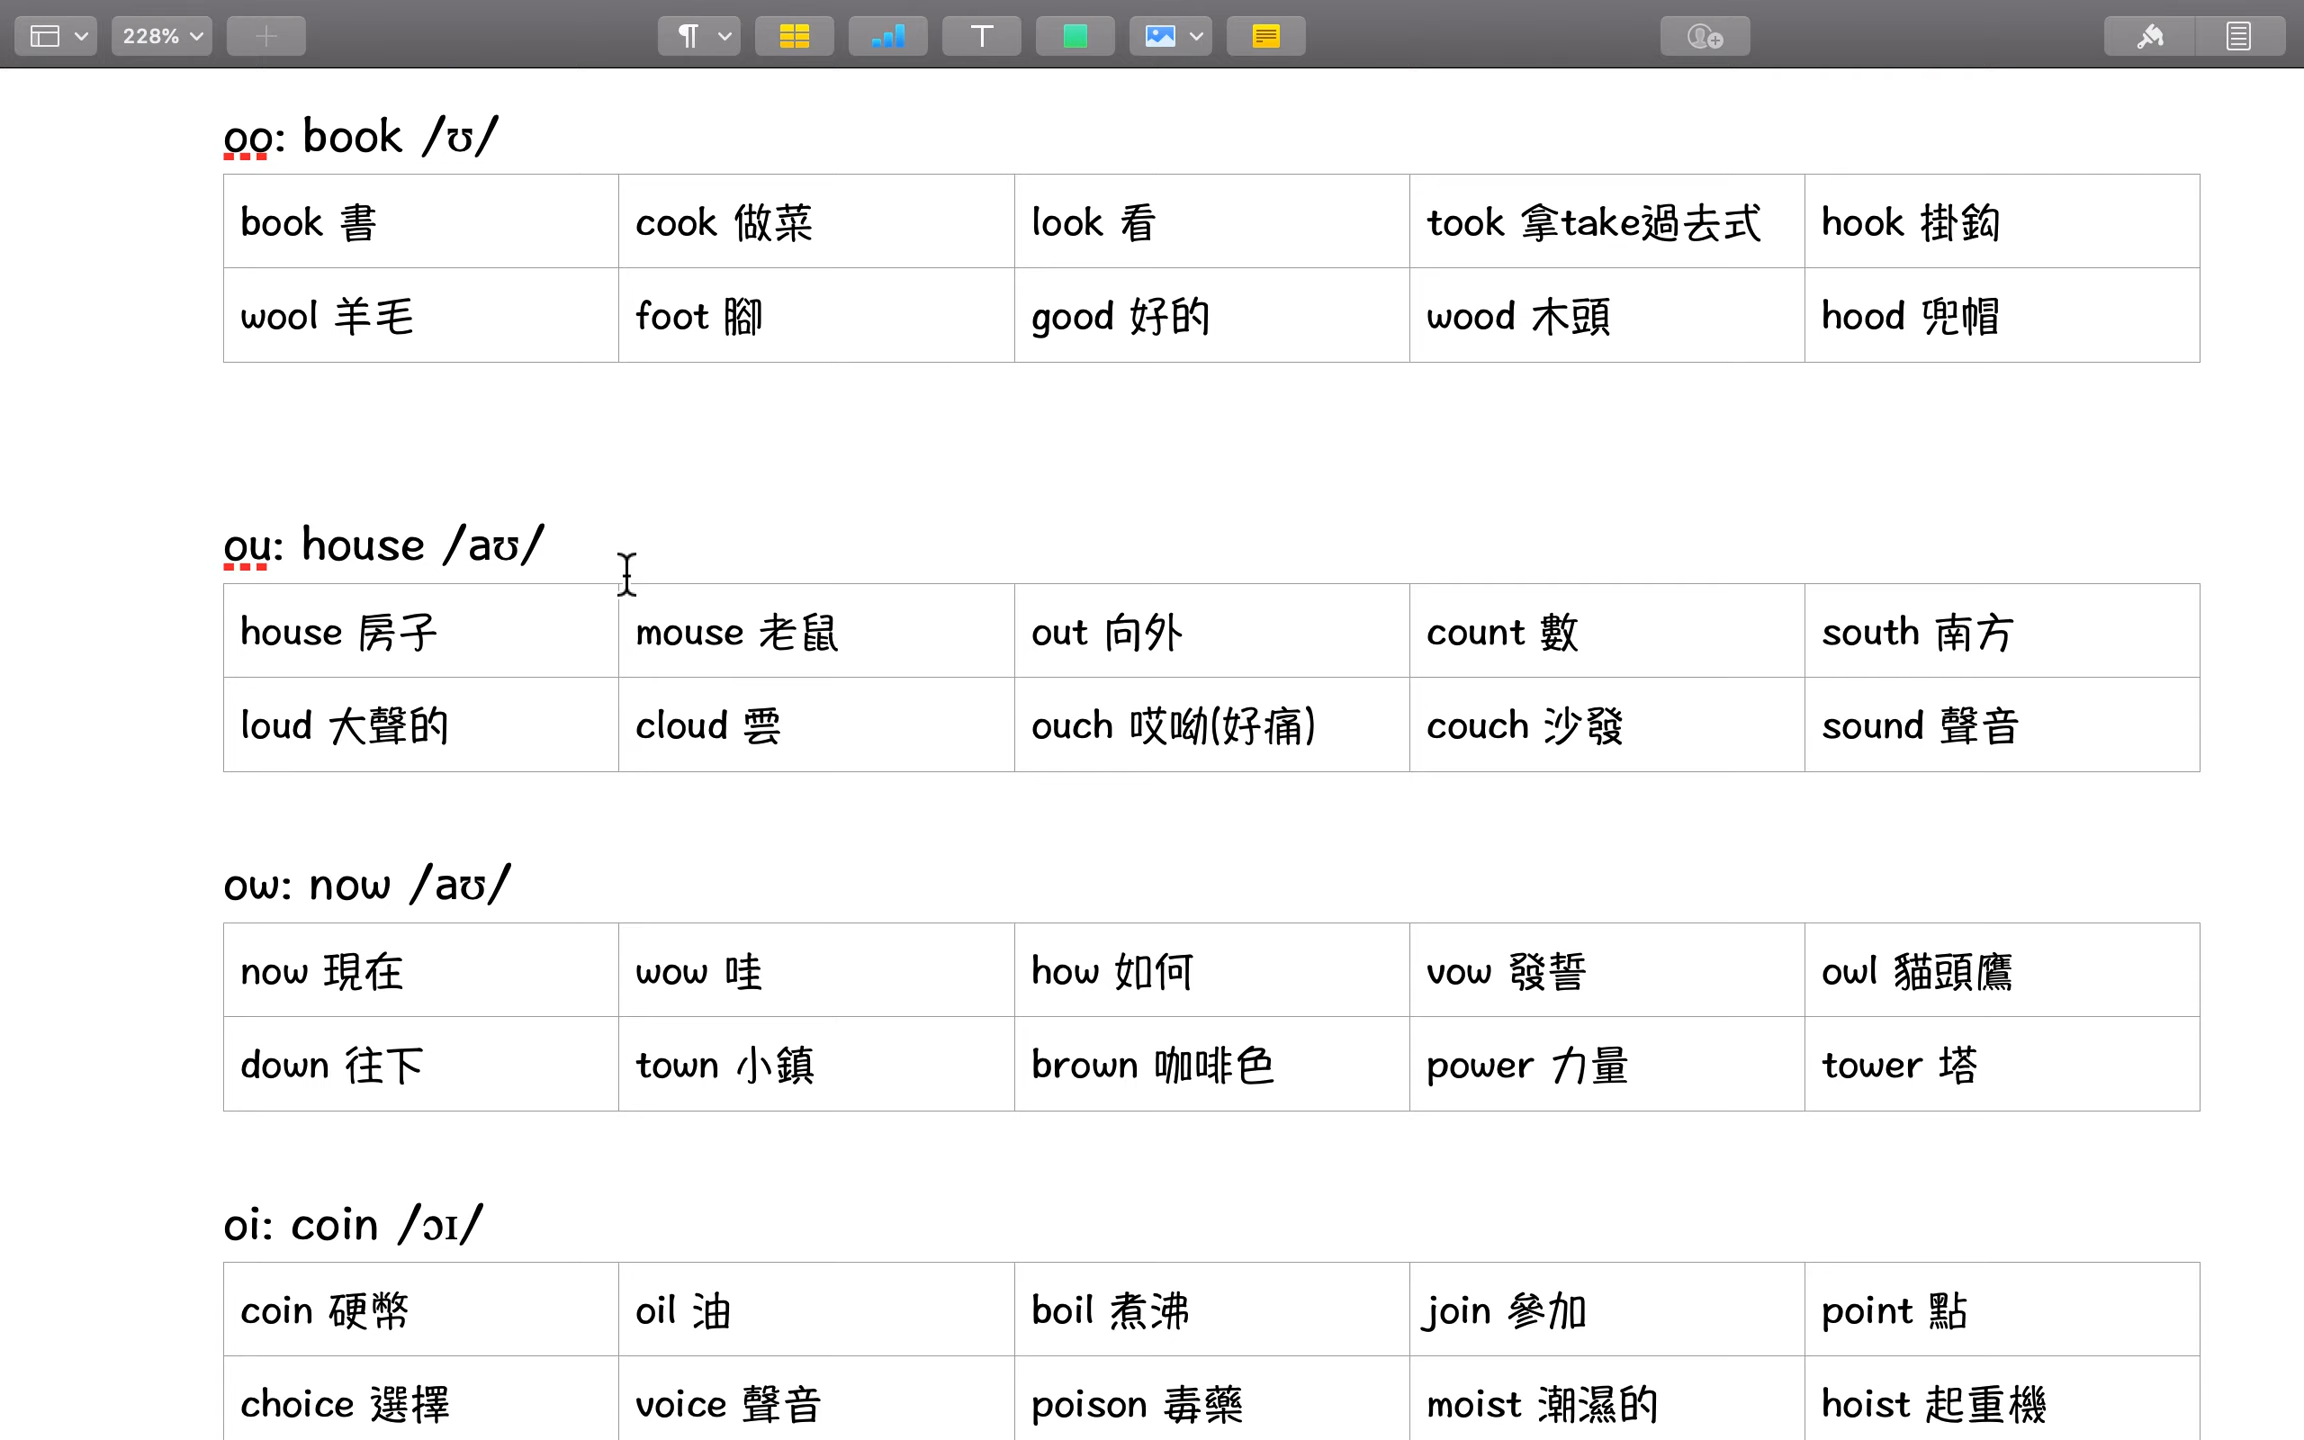 228%
oo: book /ʊ/
book 書 cook 做菜 look 看 took 拿take過去式 hook 掛鈎
wool 羊毛 foot 腳 good 好的 wood 木頭 hood 兜帽
ou: house /aʊ/
house 房子 mouse 老鼠 out 向外 count 數 south 南方
loud 大聲的 cloud 雲 ouch 哎呦(好痛) couch 沙發 sound 聲音
ow: now /aʊ/
now 現在 wow 哇 how 如何 vow 發誓 owl 貓頭鷹
down 往下 town 小鎮 brown 咖啡色 power 力量 tower 塔
oi: coin /ɔɪ/
coin 硬幣 oil 油 boil 煮沸 join 參加 point 點
choice 選擇 voice 聲音 poison 毒藥 moist 潮濕的 hoist 起重機